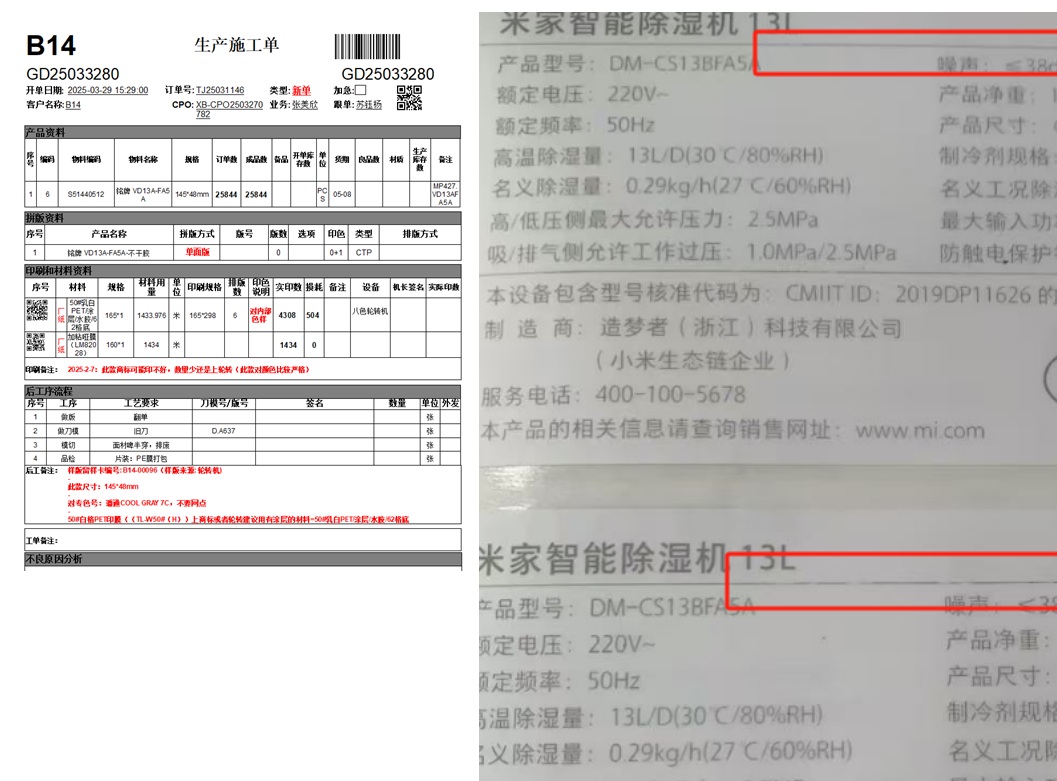 B14
生产施工单
GD25033280
GD25033280
开单日期: 2025-03-29 15:29:00
订单号: TJ25031146
类型: 新单
加急:
客户名称: B14
CPO: XB-CPO2503270782
业务: 张美欣
跟单: 苏钰杨
产品资料
序号 编码 物料编码 物料名称 规格 订单数 成品数 备品 开单库存数 单位 货期 良品数 材质 生产库存数 备注
1 6 S51440512 铭牌 VD13A-FA5A 145*48mm 25844 25844 PCS 05-08 MP427.VD13AFA5A
拼版资料
序号 产品名称 拼版方式 版号 版数 选项 印色 类型 排版方式
1 铭牌 VD13A-FA5A-不干胶 单面版 0 0+1 CTP
印刷和材料资料
序号 材料 规格 材料用量 单位 印刷规格 排版数 印色说明 实印数 损耗 备注 设备 机长签名 实际印数
厂纸 50#乳白PET/涂层/水胶/62格底 165*1 1433.976 米 165*298 6 对内部色样 4308 504 八色轮转机
厂纸 加粘哑膜(LM82028) 160*1 1434 米 1434 0
印刷备注: 2025-2-7: 此款商标可能印不好，数量少还是上轮转（此款对颜色比较严格）
后工序流程
序号 工序 工艺要求 刀模号/版号 签名 数量 单位 外发
1 做版 翻单 张
2 做刀模 旧刀 D.A637 张
3 模切 面材啤半穿，排废 张
4 品检 片装：PE膜打包 张
后工备注: 样版留样卡编号:B14-00096（样版来源:轮转机）
此款尺寸: 145*48mm
对专色号: 潘通COOL GRAY 7C，不要网点
50#白格PET印膜（（TL-W50#（H））上商标或者轮转建议用有涂层的材料=50#乳白PET/涂层/水胶/62格底
工单备注:
不良原因分析
米家智能除湿机 13L
产品型号: DM-CS13BFA5A
噪声: ≤38d
额定电压: 220V~
产品净重:
额定频率: 50Hz
产品尺寸:
高温除湿量: 13L/D(30℃/80%RH)
制冷剂规格:
名义除湿量: 0.29kg/h(27℃/60%RH)
名义工况除
高/低压侧最大允许压力: 2.5MPa
最大输入功
吸/排气侧允许工作过压: 1.0MPa/2.5MPa
防触电保护
本设备包含型号核准代码为: CMIIT ID: 2019DP11626 的
制 造 商: 造梦者（浙江）科技有限公司
（小米生态链企业）
服务电话: 400-100-5678
本产品的相关信息请查询销售网址: www.mi.com
米家智能除湿机 13L
产品型号: DM-CS13BFA5A
噪声: ≤38
额定电压: 220V~
产品净重:
额定频率: 50Hz
产品尺寸:
高温除湿量: 13L/D(30℃/80%RH)
制冷剂规格
名义除湿量: 0.29kg/h(27℃/60%RH)
名义工况除